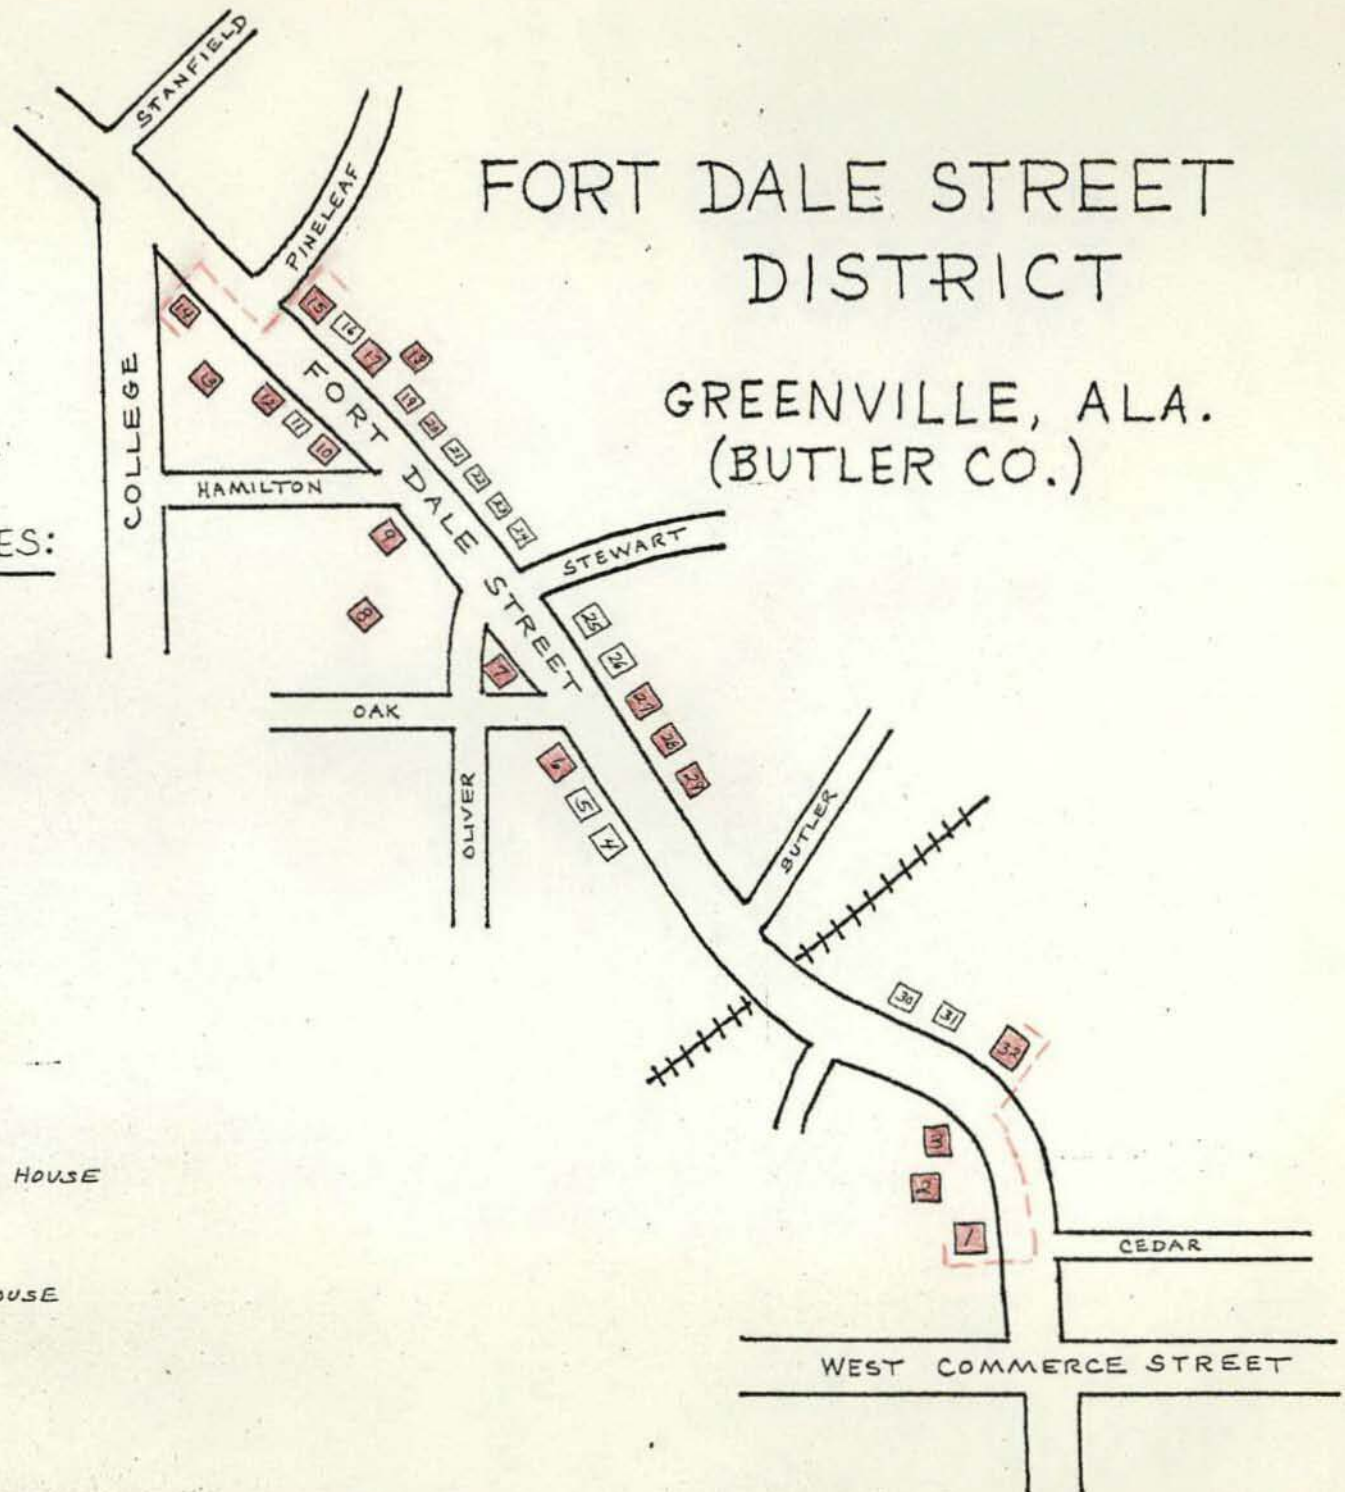 STANFIELD
PINELEAF
FORT DALE STREET
DISTRICT
GREENVILLE, ALA.
(BUTLER CO.)
COLLEGE
FORT DALE STREET
HAMILTON
STEWART
ES:
OAK
OLIVER
BUTLER
HOUSE
OUSE
CEDAR
WEST COMMERCE STREET
14
15
16
17
18
13
12
11
10
19
20
21
22
23
24
9
8
7
25
26
27
28
29
6
5
4
30
31
32
3
2
1